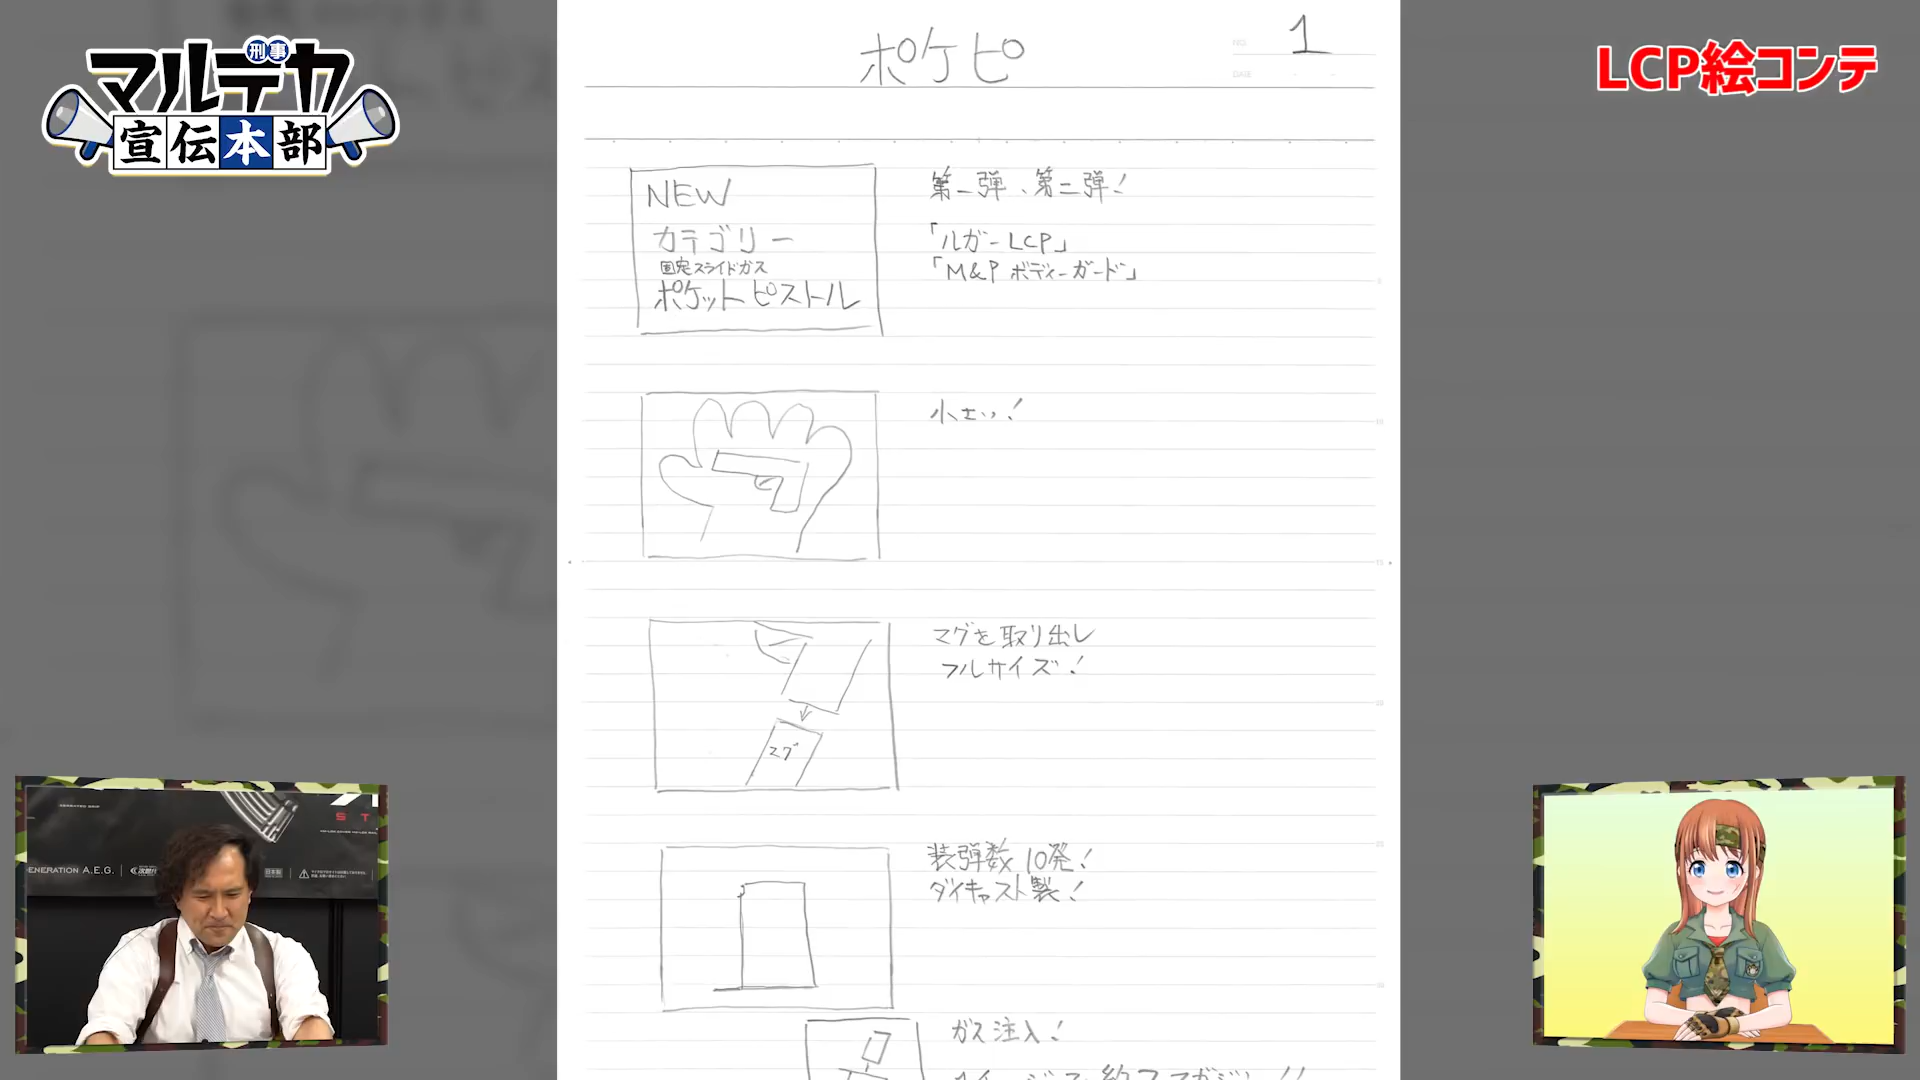 刑事
マルデカ
宣伝本部
LCP絵コンテ
ポケピ
NO.
1
DATE
NEW
カテゴリー
固定スライドガス
ポケットピストル
第一弾、第二弾!
「ルガーLCP」
「M&P ボディーガード」
小さい!
マグを取り出し
フルサイズ!
マグ
装弾数10発!
ダイキャスト製!
ガス注入!
ENERATION A.E.G.
日本製